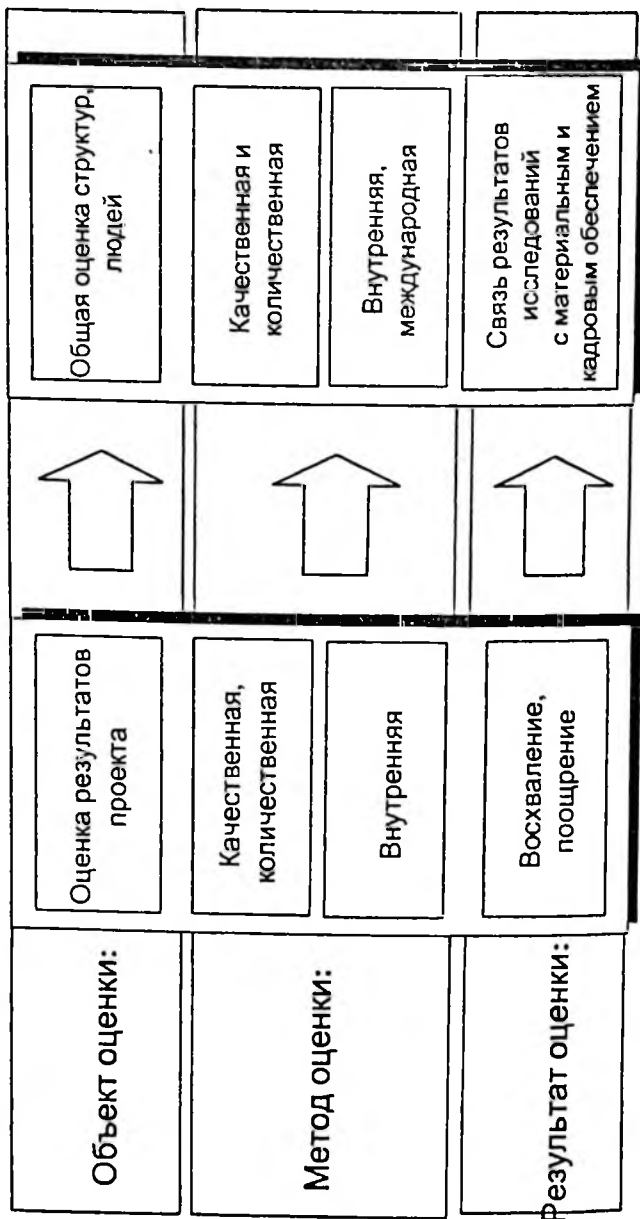 Объект оценки:
Оценка результатов
проекта
Общая оценка структур,
людей
Метод оценки:
Качественная,
количественная
Внутренняя
Качественная и
количественная
Внутренняя,
международная
Результат оценки:
Восхваление,
поощрение
Связь результатов
исследований
с материальным и
кадровым обеспечением